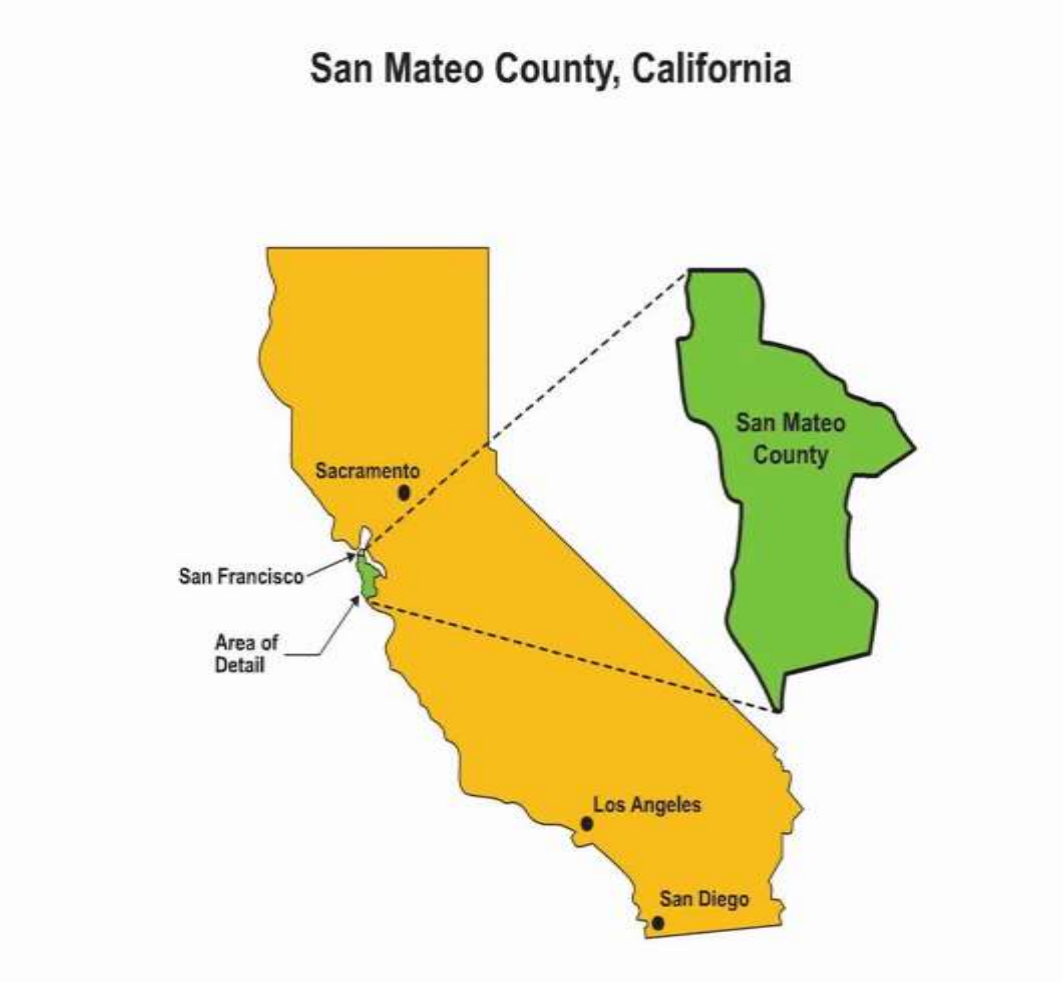 San Mateo County, California
San Mateo
County
Sacramento
San Francisco
Area of
Detail
Los Angeles
San Diego